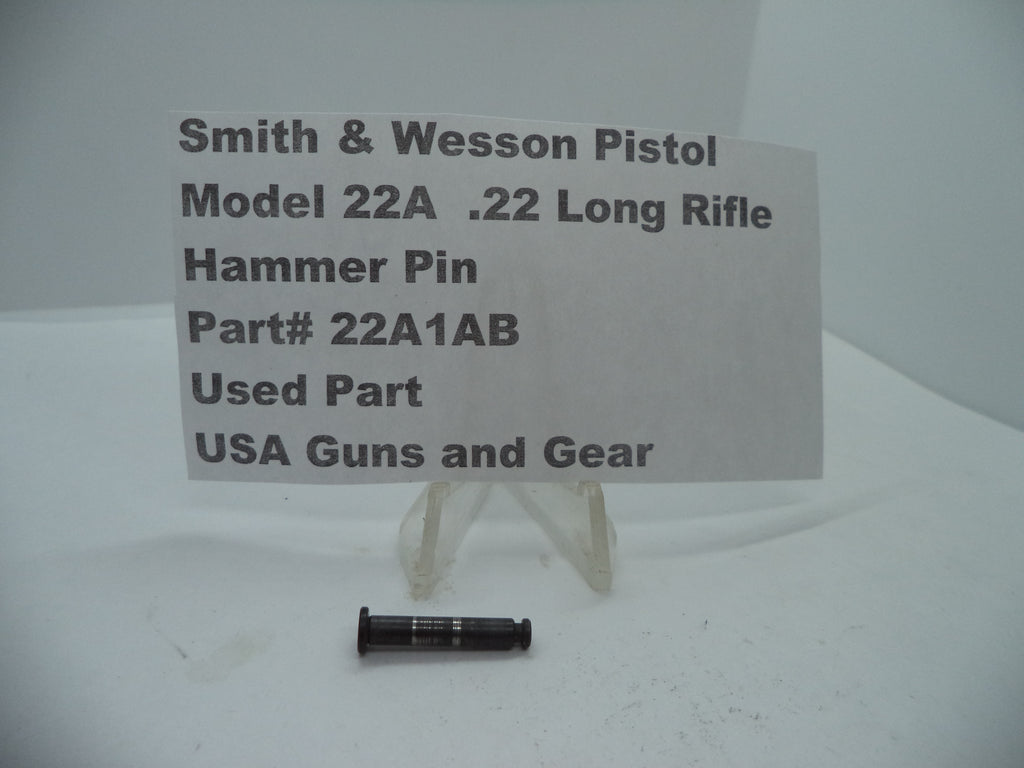 Smith & Wesson Pistol
Model 22A .22 Long Rifle
Hammer Pin
Part# 22A1AB
Used Part
USA Guns and Gear